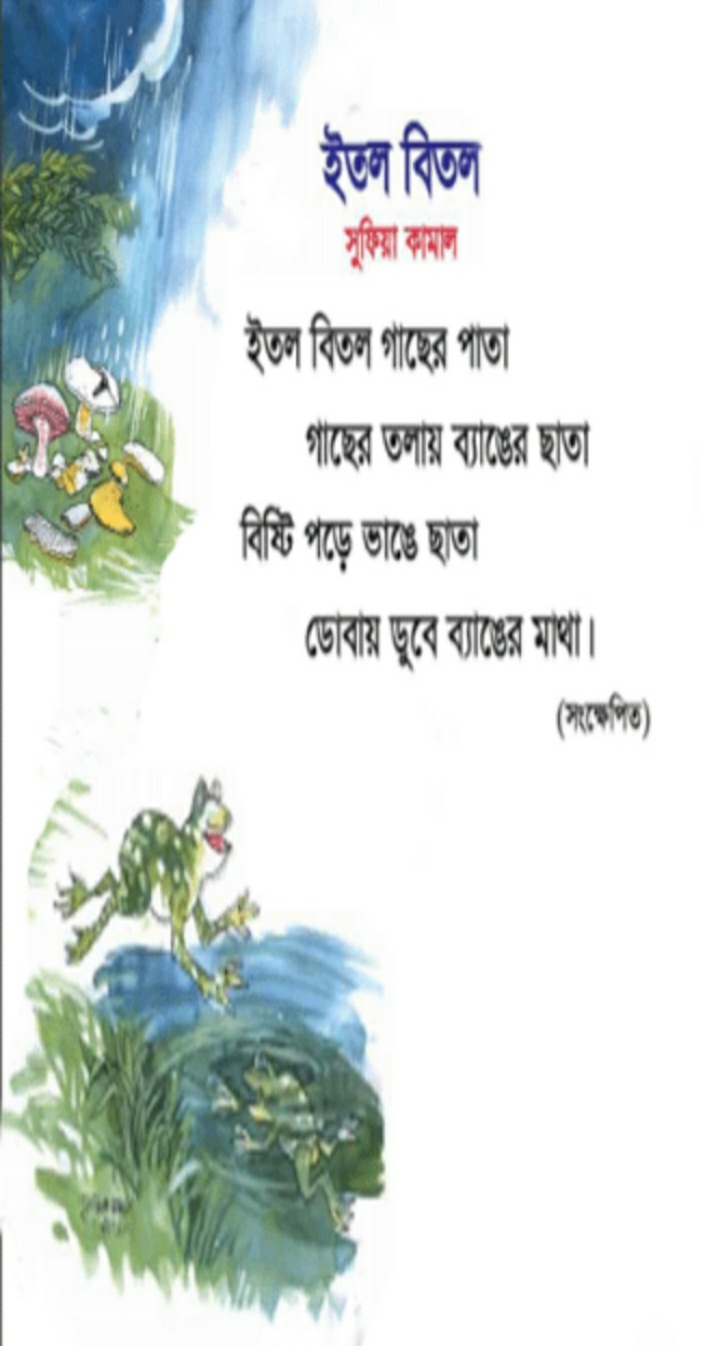 ইতল বিতল
সুফিয়া কামাল
ইতল বিতল গাছের পাতা
গাছের তলায় ব্যাঙের ছাতা
বিষ্টি পড়ে ভাঙে ছাতা
ডোবায় ডুবে ব্যাঙের মাথা।
(সংক্ষেপিত)